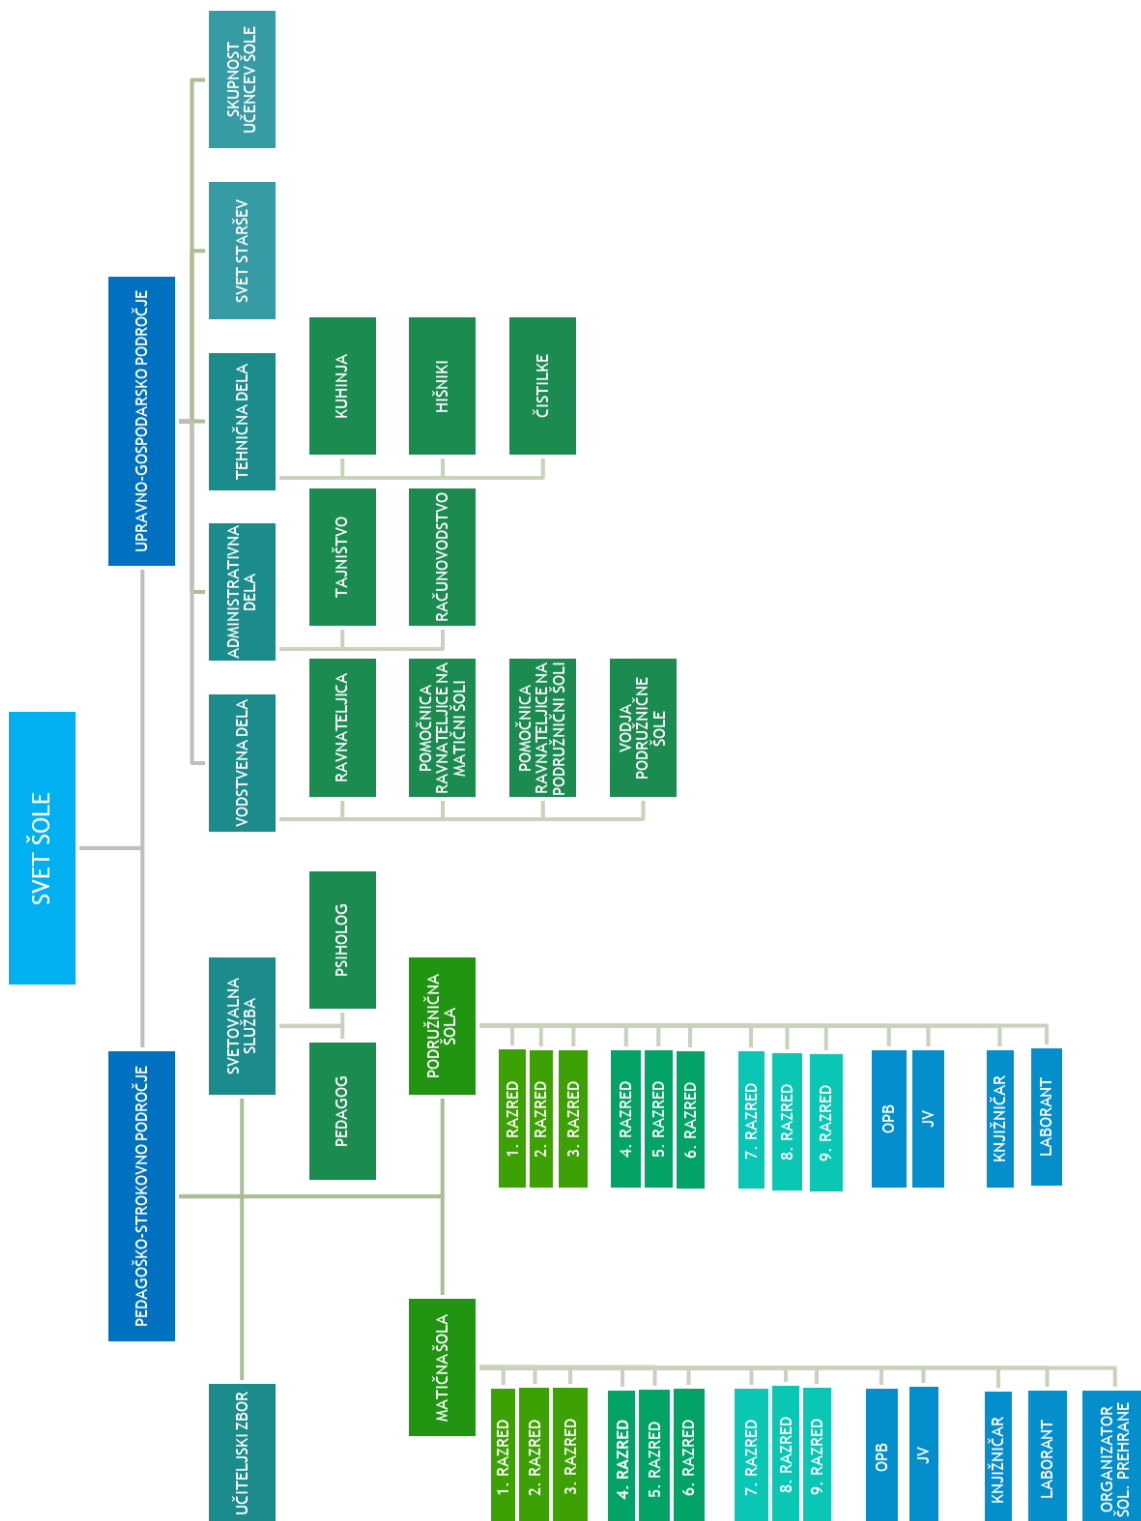 SVET ŠOLE
PEDAGOŠKO-STROKOVNO PODROČJE
UPRAVNO-GOSPODARSKO PODROČJE
UČITELJSKI ZBOR
SVETOVALNA
SLUŽBA
VODSTVENA DELA
ADMINISTRATIVNA
DELA
TEHNIČNA DELA
SVET STARŠEV
SKUPNOST
UČENCEV ŠOLE
PEDAGOG
PSIHOLOG
RAVNATELJICA
TAJNIŠTVO
KUHINJA
MATIČNA ŠOLA
PODRUŽNIČNA
ŠOLA
POMOČNICA
RAVNATELJICE NA
MATIČNI ŠOLI
RAČUNOVODSTVO
HIŠNIKI
POMOČNICA
RAVNATELJICE NA
PODRUŽNIČNI ŠOLI
ČISTILKE
VODJA
PODRUŽNIČNE
ŠOLE
1. RAZRED
2. RAZRED
3. RAZRED
4. RAZRED
5. RAZRED
6. RAZRED
7. RAZRED
8. RAZRED
9. RAZRED
OPB
JV
KNJIŽNIČAR
LABORANT
ORGANIZATOR
ŠOL. PREHRANE
1. RAZRED
2. RAZRED
3. RAZRED
4. RAZRED
5. RAZRED
6. RAZRED
7. RAZRED
8. RAZRED
9. RAZRED
OPB
JV
KNJIŽNIČAR
LABORANT